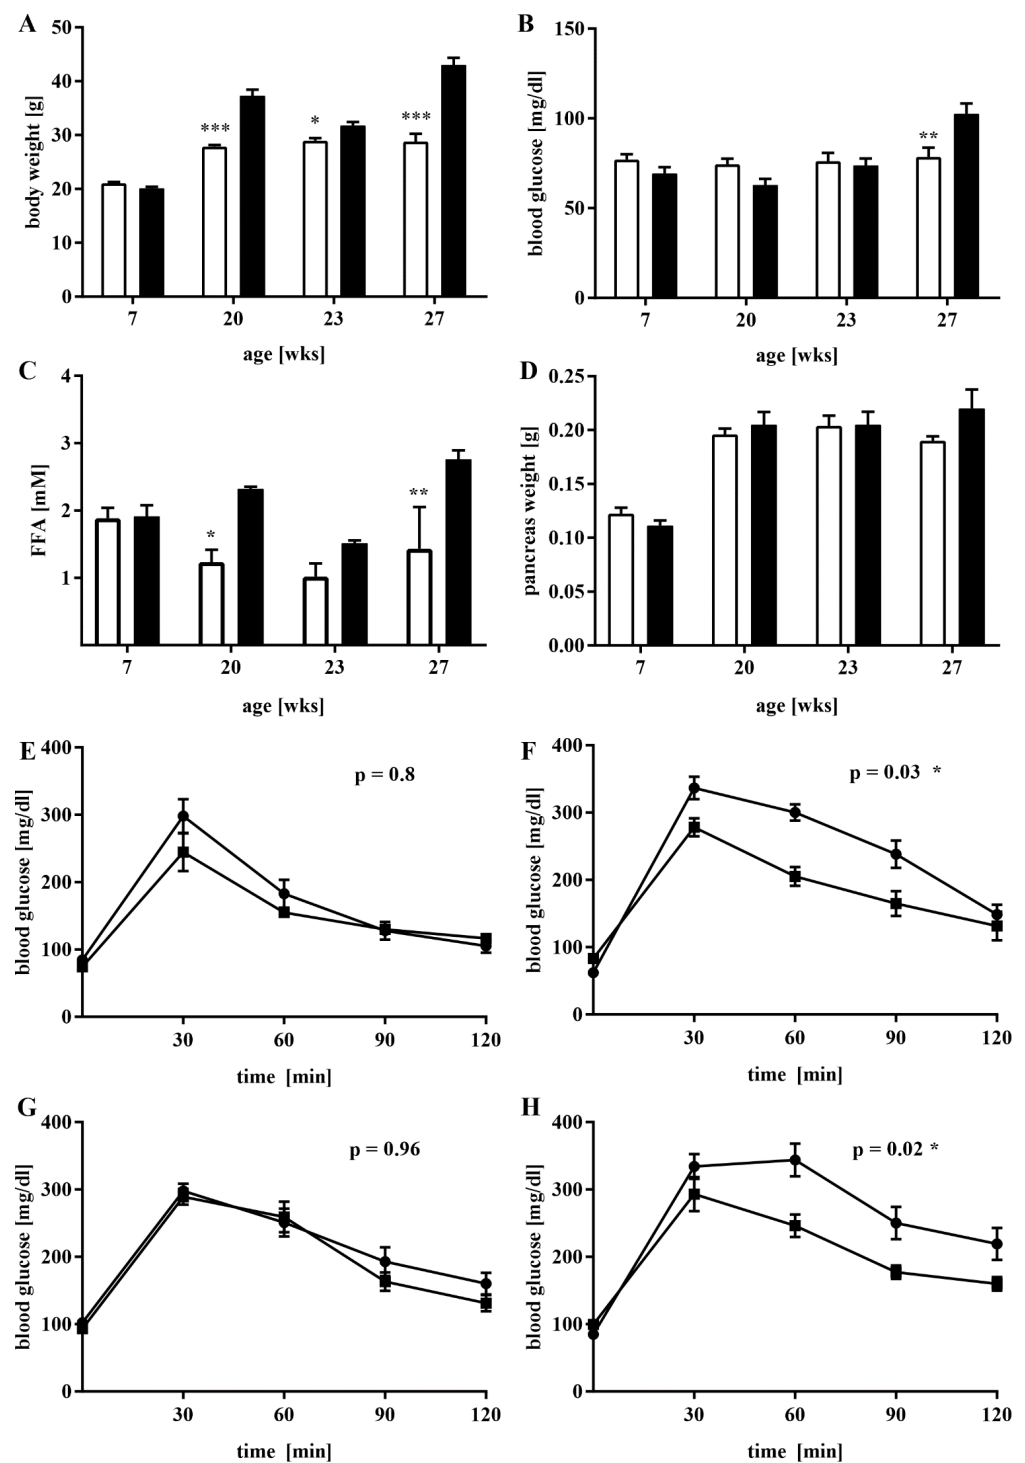 A
50
40
30
20
10
0
body weight [g]
***
*
***
7 20 23 27
age [wks]
B
150
100
50
0
blood glucose [mg/dl]
**
7 20 23 27
age [wks]
C
4
3
2
1
FFA [mM]
*
**
7 20 23 27
age [wks]
D
0.25
0.20
0.15
0.10
0.05
0.00
pancreas weight [g]
7 20 23 27
age [wks]
E
400
300
200
100
0
blood glucose [mg/dl]
p = 0.8
30 60 90 120
time [min]
F
400
300
200
100
0
blood glucose [mg/dl]
p = 0.03 *
30 60 90 120
time [min]
G
400
300
200
100
0
blood glucose [mg/dl]
p = 0.96
30 60 90 120
time [min]
H
400
300
200
100
0
blood glucose [mg/dl]
p = 0.02 *
30 60 90 120
time [min]